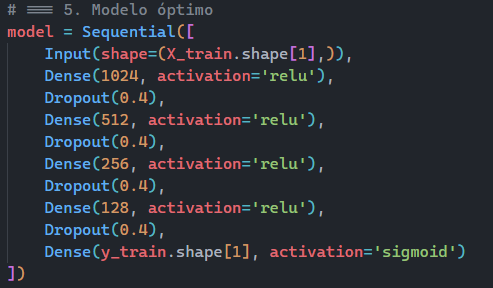 # === 5. Modelo óptimo
model = Sequential([
    Input(shape=(X_train.shape[1],)),
    Dense(1024, activation='relu'),
    Dropout(0.4),
    Dense(512, activation='relu'),
    Dropout(0.4),
    Dense(256, activation='relu'),
    Dropout(0.4),
    Dense(128, activation='relu'),
    Dropout(0.4),
    Dense(y_train.shape[1], activation='sigmoid')
])